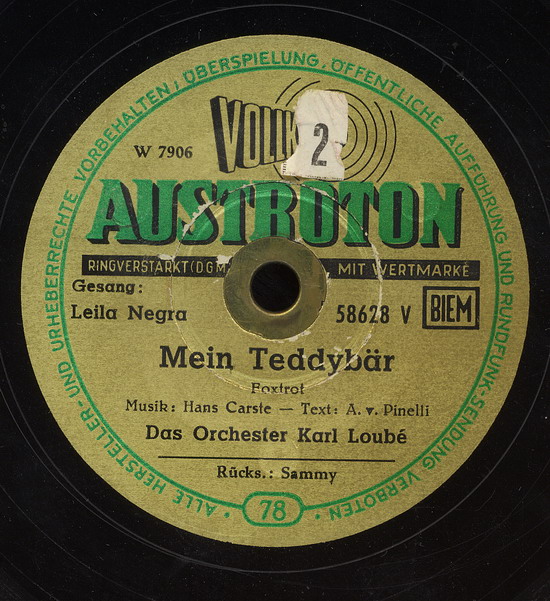 ALLE HERSTELLER- UND URHEBERRECHTE VORBEHALTEN, ÜBERSPIELUNG, ÖFFENTLICHE AUFFÜHRUNG UND RUNDFUNK-SENDUNG VERBOTEN
W 7906
VOLLK
2
AUSTROTON
RINGVERSTÄRKT (D.G.M. MIT WERTMARKE
Gesang:
Leila Negra
58628 V
BIEM
Mein Teddybär
Foxtrot
Musik: Hans Carste — Text: A. v. Pinelli
Das Orchester Karl Loubé
Rücks.: Sammy
78